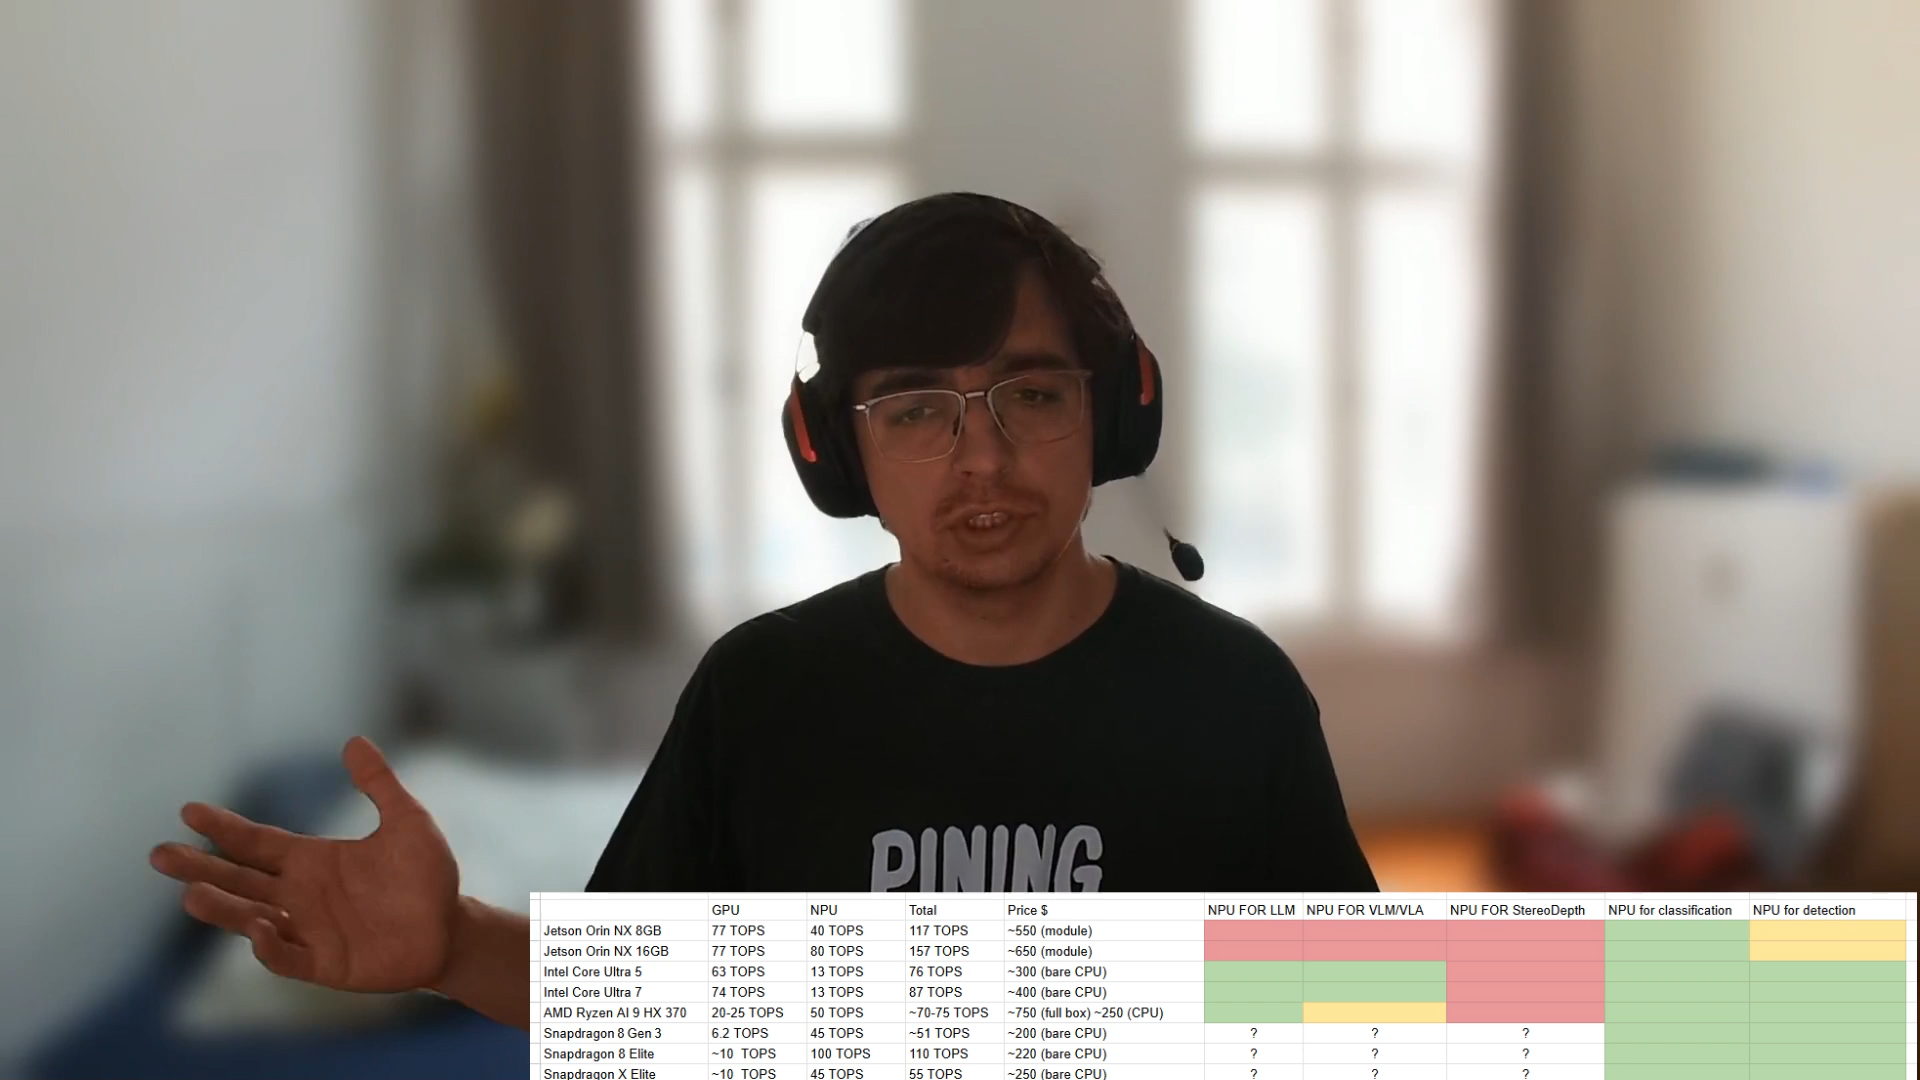 PINING
GPU NPU Total Price $ NPU FOR LLM NPU FOR VLM/VLA NPU FOR StereoDepth NPU for classification NPU for detection
Jetson Orin NX 8GB 77 TOPS 40 TOPS 117 TOPS ~550 (module)
Jetson Orin NX 16GB 77 TOPS 80 TOPS 157 TOPS ~650 (module)
Intel Core Ultra 5 63 TOPS 13 TOPS 76 TOPS ~300 (bare CPU)
Intel Core Ultra 7 74 TOPS 13 TOPS 87 TOPS ~400 (bare CPU)
AMD Ryzen AI 9 HX 370 20-25 TOPS 50 TOPS ~70-75 TOPS ~750 (full box) ~250 (CPU)
Snapdragon 8 Gen 3 6.2 TOPS 45 TOPS ~51 TOPS ~200 (bare CPU) ? ? ?
Snapdragon 8 Elite ~10 TOPS 100 TOPS 110 TOPS ~220 (bare CPU) ? ? ?
Snapdragon X Elite ~10 TOPS 45 TOPS 55 TOPS ~250 (bare CPU) ? ? ?